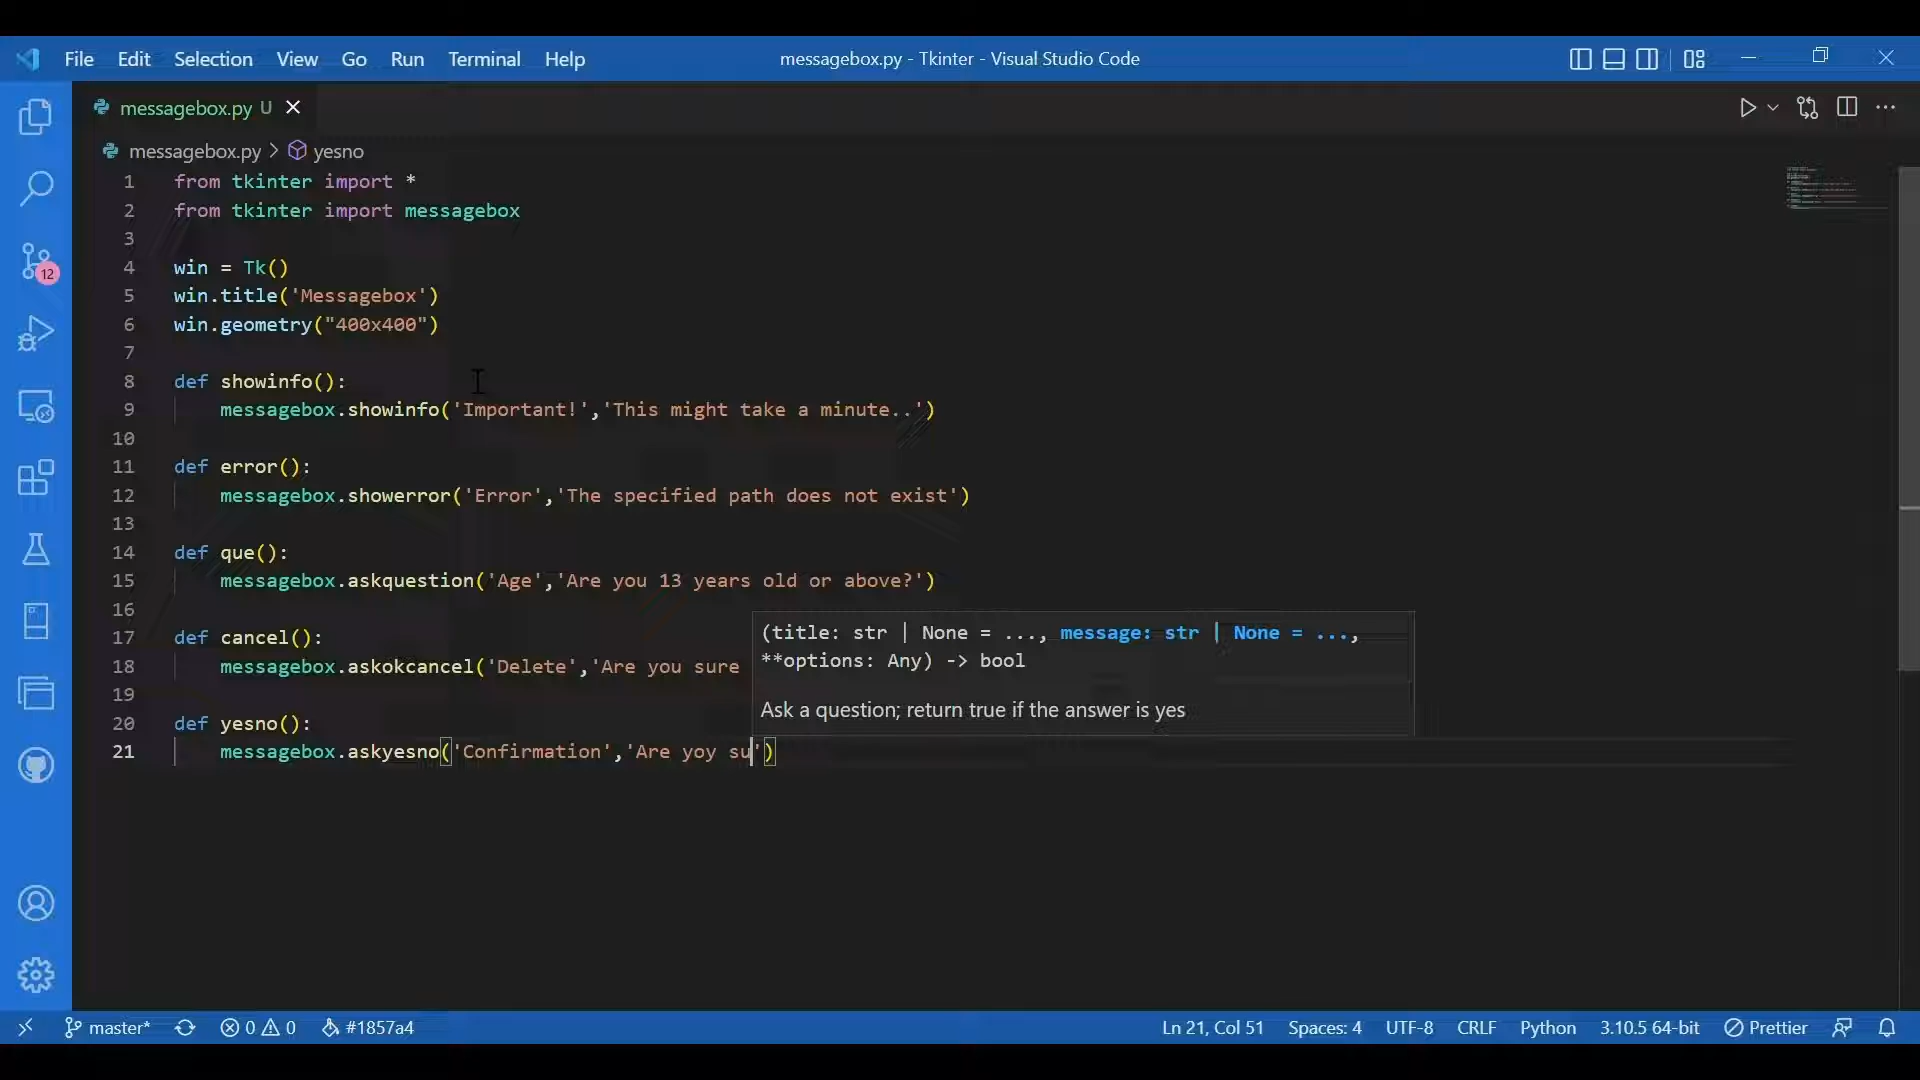 File Edit Selection View Go Run Terminal Help messagebox.py - Tkinter - Visual Studio Code
messagebox.py U
messagebox.py > yesno
1 from tkinter import *
2 from tkinter import messagebox
3
4 win = Tk()
5 win.title('Messagebox')
6 win.geometry("400x400")
7
8 def showinfo():
9 messagebox.showinfo('Important!','This might take a minute..')
10
11 def error():
12 messagebox.showerror('Error','The specified path does not exist')
13
14 def que():
15 messagebox.askquestion('Age','Are you 13 years old or above?')
16
17 def cancel():
18 messagebox.askokcancel('Delete','Are you sure
19
20 def yesno():
21 messagebox.askyesno('Confirmation','Are yoy su')
(title: str | None = ..., message: str | None = ...,
**options: Any) -> bool
Ask a question; return true if the answer is yes
12
master* 0 0 #1857a4 Ln 21, Col 51 Spaces: 4 UTF-8 CRLF Python 3.10.5 64-bit Prettier